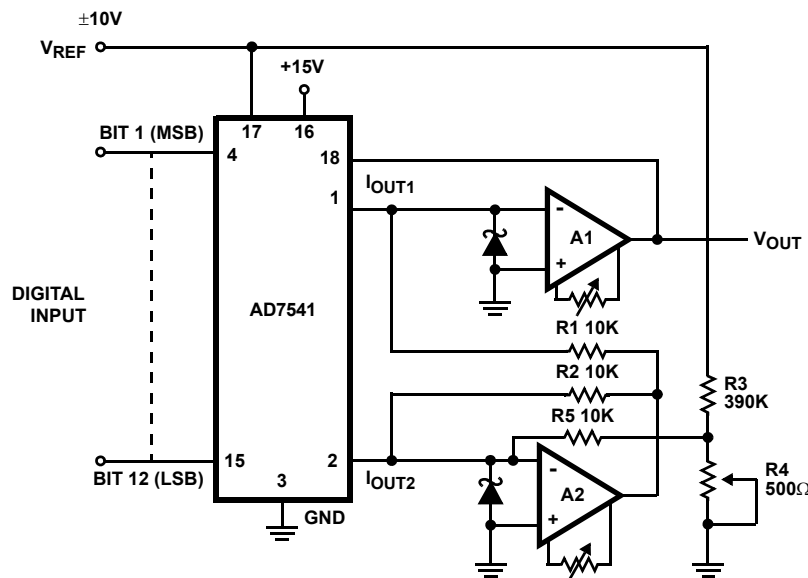 ±10V
VREF
+15V
BIT 1 (MSB)
17
16
4
18
IOUT1
1
A1
-
+
VOUT
DIGITAL
INPUT
AD7541
R1 10K
R2 10K
R3
390K
R5 10K
15
2
BIT 12 (LSB)
IOUT2
3
GND
-
A2
+
R4
500Ω